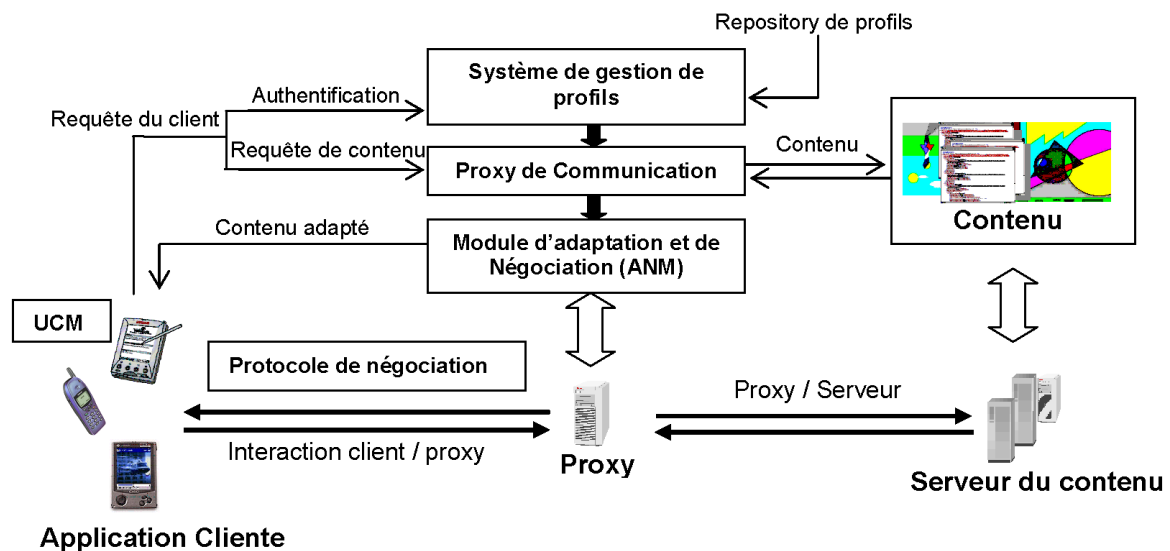 Repository de profils
Système de gestion de
profils
Authentification
Requête du client
Requête de contenu
Proxy de Communication
Contenu
Contenu
Contenu adapté
Module d’adaptation et de
Négociation (ANM)
UCM
Protocole de négociation
Interaction client / proxy
Proxy / Serveur
Proxy
Serveur du contenu
Application Cliente